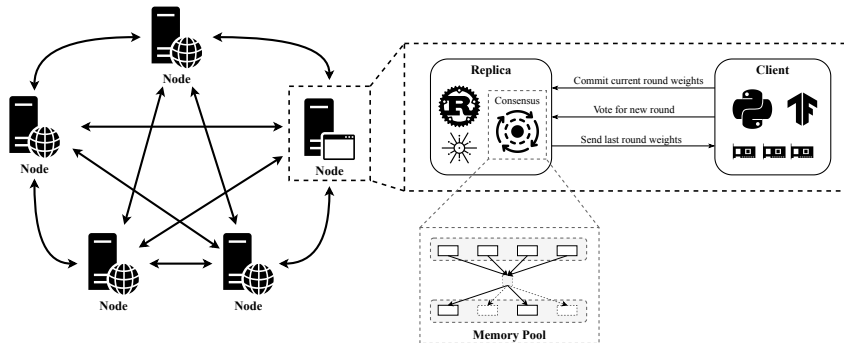 Node
Node
Node
Node
Node
Replica
Client
Consensus
Commit current round weights
Vote for new round
Send last round weights
Memory Pool